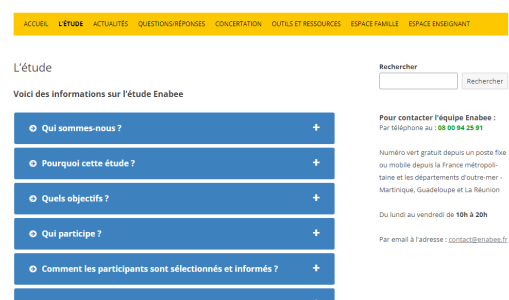 ACCUEIL L'ÉTUDE ACTUALITÉS QUESTIONS/RÉPONSES CONCERTATION OUTILS ET RESSOURCES ESPACE FAMILLE ESPACE ENSEIGNANT
L'étude
Voici des informations sur l'étude Enabee
Qui sommes-nous ? +
Pourquoi cette étude ? +
Quels objectifs ? +
Qui participe ? +
Comment les participants sont sélectionnés et informés ? +
Rechercher
Rechercher
Pour contacter l'équipe Enabee :
Par téléphone au : 08 00 94 25 91
Numéro vert gratuit depuis un poste fixe
ou mobile depuis la France métropoli-
taine et les départements d'outre-mer -
Martinique, Guadeloupe et La Réunion
Du lundi au vendredi de 10h à 20h
Par email à l'adresse : contact@enabee.fr